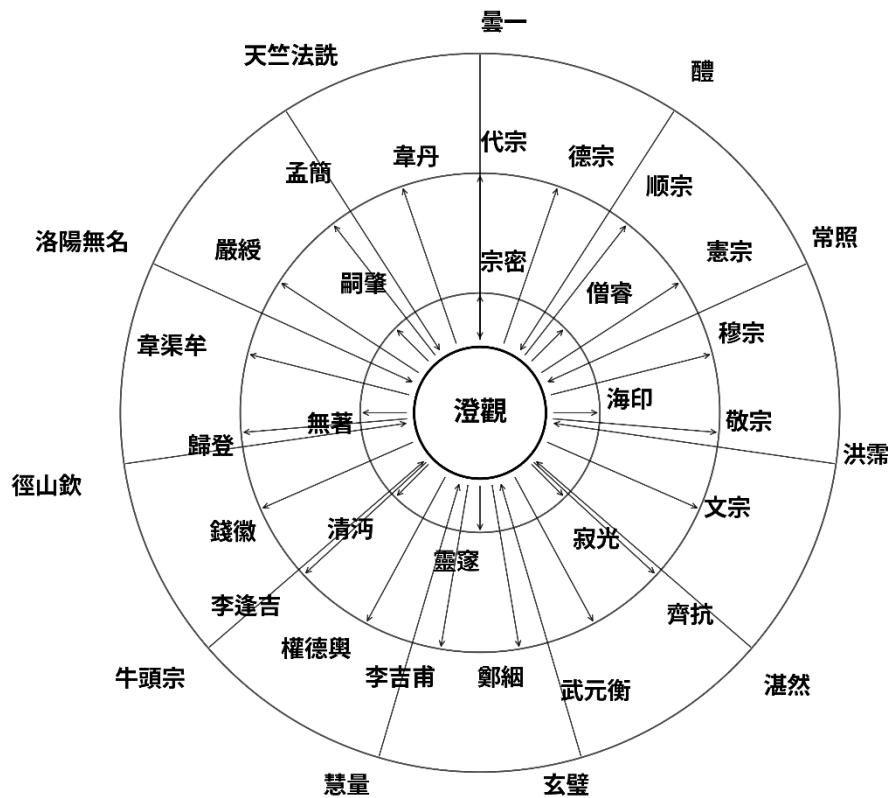 曇一
天竺法詵
醴
代宗
韋丹
德宗
孟簡
顺宗
洛陽無名
嚴綬
常照
憲宗
宗密
嗣肇
僧睿
韋渠牟
穆宗
海印
澄觀
無著
敬宗
歸登
洪霈
徑山欽
文宗
錢徽
清沔
寂光
靈邃
李逢吉
齊抗
權德輿
牛頭宗
李吉甫
鄭絪
武元衡
湛然
慧量
玄璧